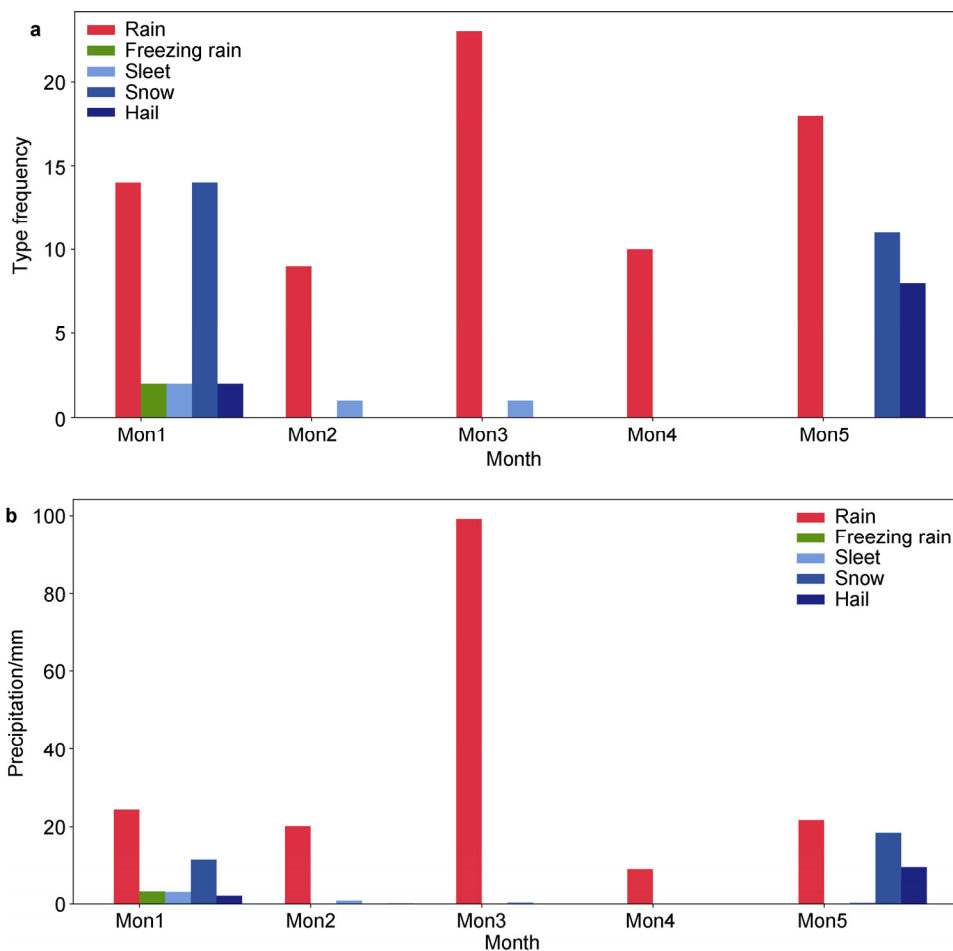 a
Rain
Freezing rain
Sleet
Snow
Hail
20
15
10
5
0
Type frequency
Mon1 Mon2 Mon3 Mon4 Mon5
Month
b
Rain
Freezing rain
Sleet
Snow
Hail
100
80
60
40
20
0
Precipitation/mm
Mon1 Mon2 Mon3 Mon4 Mon5
Month